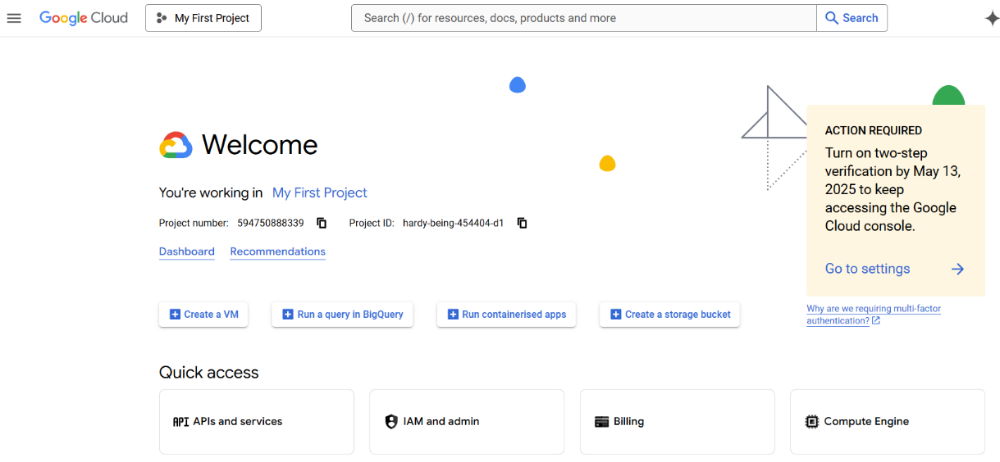 Google Cloud
My First Project
Search (/) for resources, docs, products and more
Search
Welcome
You're working in My First Project
Project number: 594750888339
Project ID: hardy-being-454404-d1
Dashboard
Recommendations
Create a VM
Run a query in BigQuery
Run containerised apps
Create a storage bucket
ACTION REQUIRED
Turn on two-step
verification by May 13,
2025 to keep
accessing the Google
Cloud console.
Go to settings
Why are we requiring multi-factor
authentication?
Quick access
API APIs and services
IAM and admin
Billing
Compute Engine